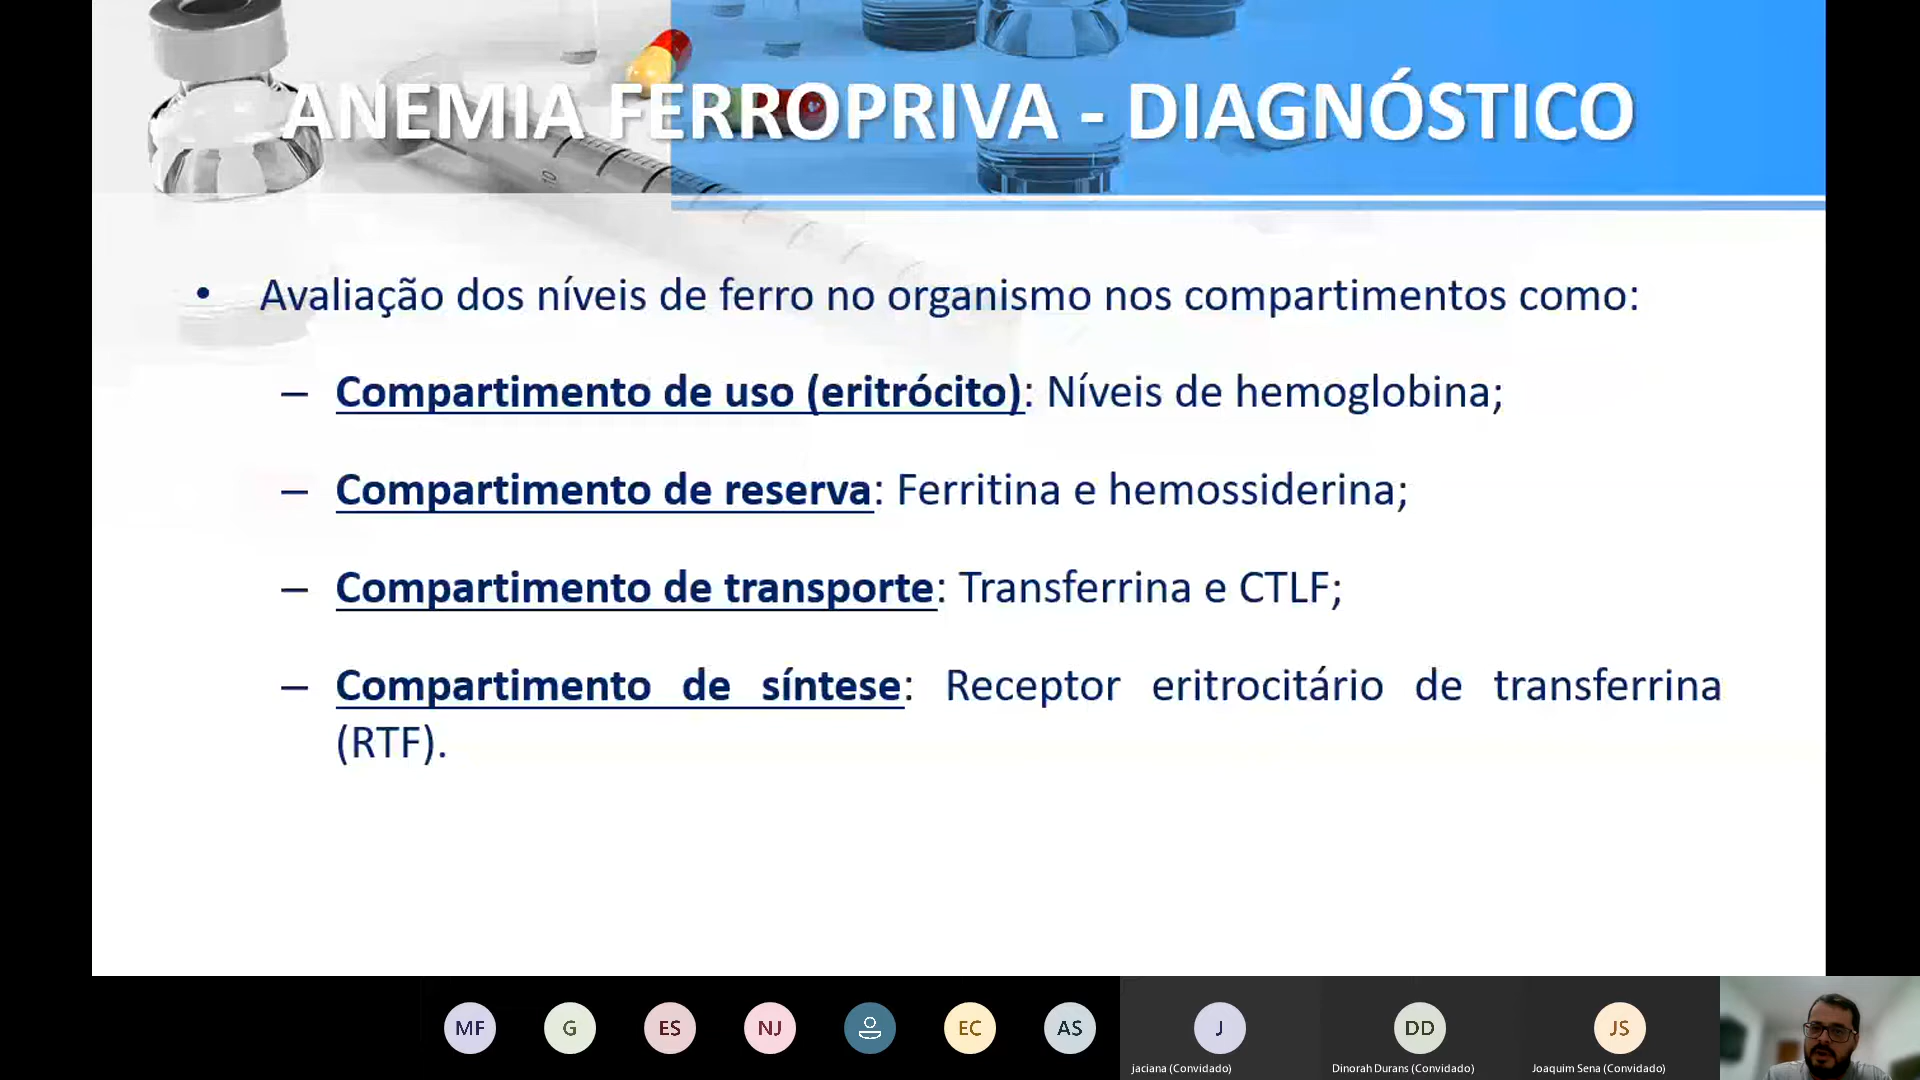 ANEMIA FERROPRIVA - DIAGNÓSTICO
• Avaliação dos níveis de ferro no organismo nos compartimentos como:
– Compartimento de uso (eritrócito): Níveis de hemoglobina;
– Compartimento de reserva: Ferritina e hemossiderina;
– Compartimento de transporte: Transferrina e CTLF;
– Compartimento de síntese: Receptor eritrocitário de transferrina
(RTF).
MF G ES NJ EC AS J DD JS
jaciana (Convidado) Dinorah Durans (Convidado) Joaquim Sena (Convidado)